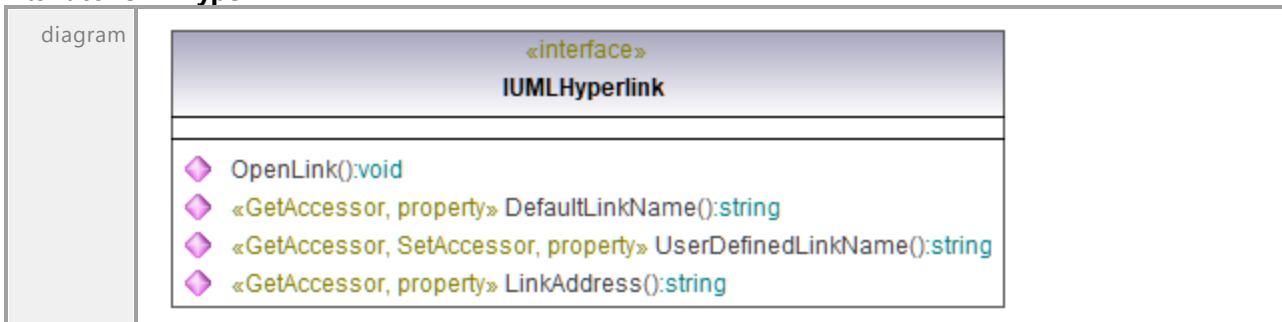 diagram
«interface»
IUMLHyperlink
OpenLink():void
«GetAccessor, property» DefaultLinkName():string
«GetAccessor, SetAccessor, property» UserDefinedLinkName():string
«GetAccessor, property» LinkAddress():string